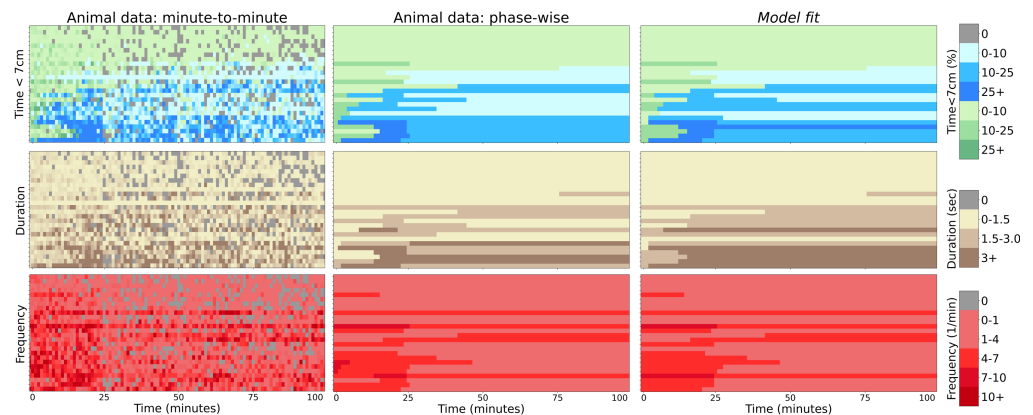 Animal data: minute-to-minute
Animal data: phase-wise
Model fit
Time < 7cm
Time<7cm (%)
0
0-10
10-25
25+
0-10
10-25
25+
Duration
Duration (sec)
0
0-1.5
1.5-3.0
3+
Frequency
Frequency (1/min)
0
0-1
1-4
4-7
7-10
10+
0 25 50 75 100
0 25 50 75 100
0 25 50 75 100
Time (minutes)
Time (minutes)
Time (minutes)